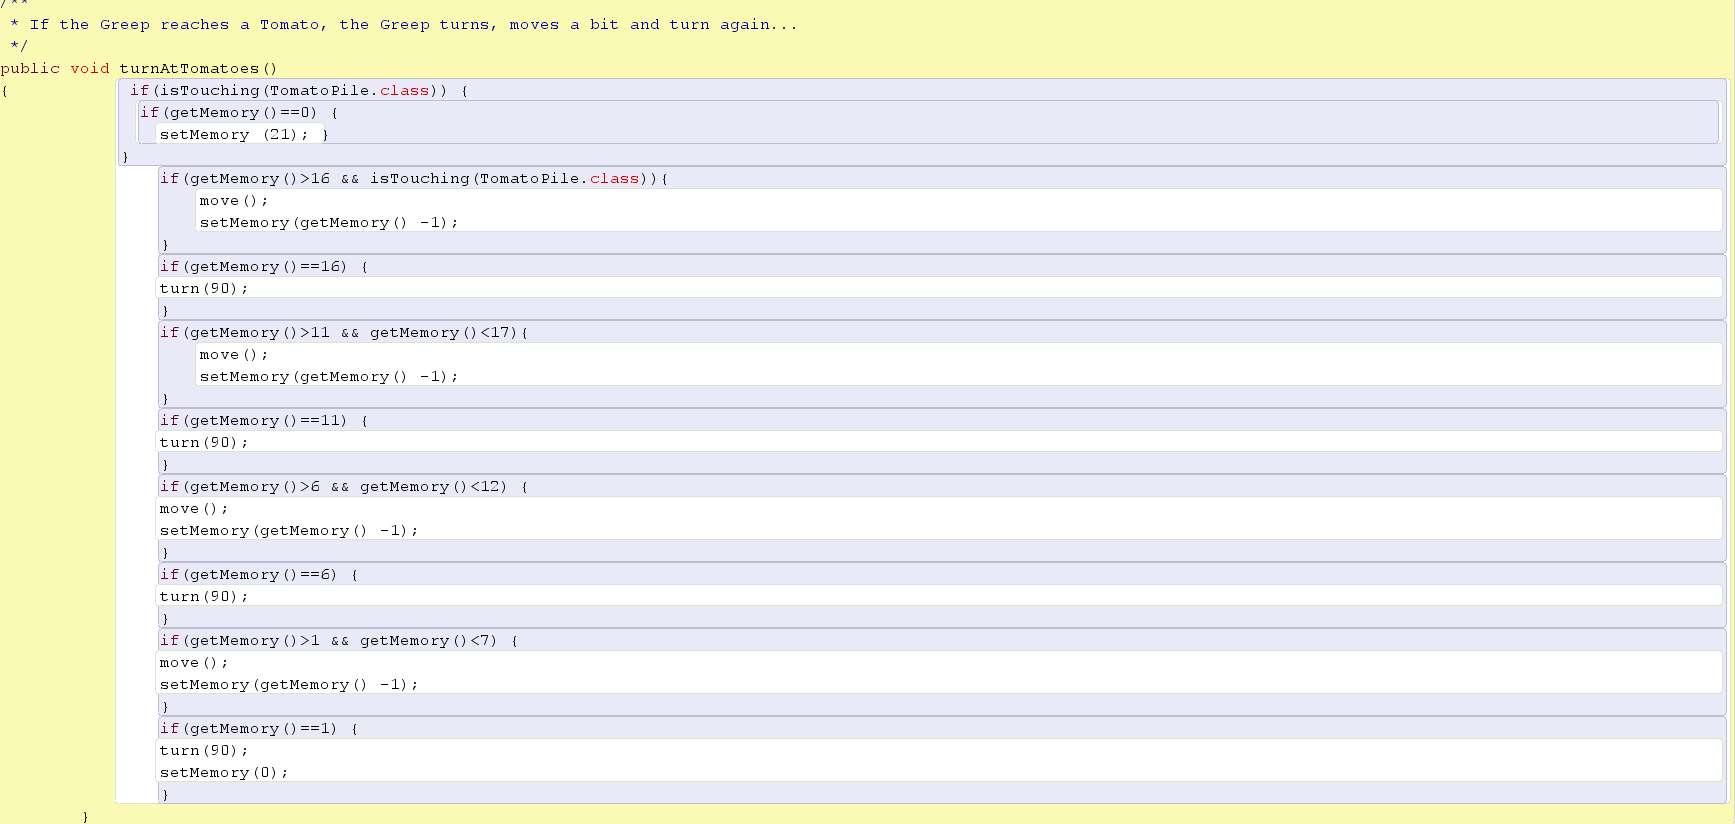 /**
 * If the Greep reaches a Tomato, the Greep turns, moves a bit and turn again...
 */
public void turnAtTomatoes()
{ if(isTouching(TomatoPile.class)) {
if(getMemory()==0) {
setMemory (21); }
}
if(getMemory()>16 && isTouching(TomatoPile.class)){
move();
setMemory(getMemory() -1);
}
if(getMemory()==16) {
turn(90);
}
if(getMemory()>11 && getMemory()<17){
move();
setMemory(getMemory() -1);
}
if(getMemory()==11) {
turn(90);
}
if(getMemory()>6 && getMemory()<12) {
move();
setMemory(getMemory() -1);
}
if(getMemory()==6) {
turn(90);
}
if(getMemory()>1 && getMemory()<7) {
move();
setMemory(getMemory() -1);
}
if(getMemory()==1) {
turn(90);
setMemory(0);
}
}